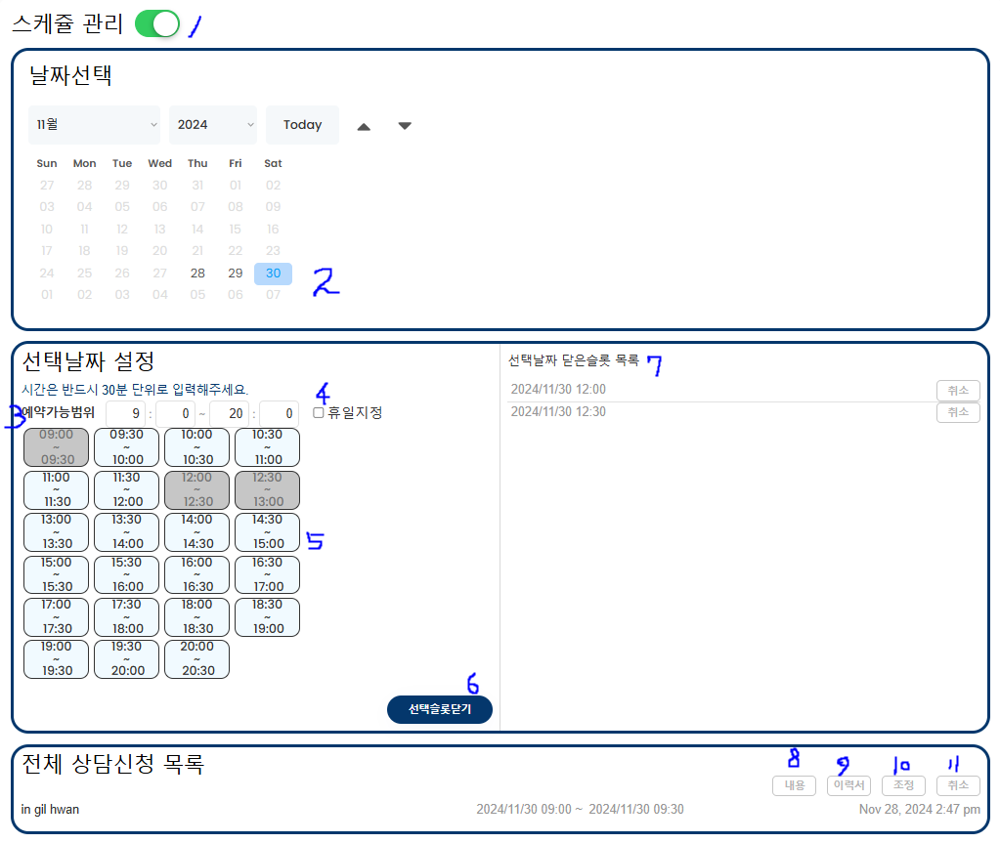 스케쥴 관리 1
날짜선택
11월 2024 Today
Sun Mon Tue Wed Thu Fri Sat
27 28 29 30 31 01 02
03 04 05 06 07 08 09
10 11 12 13 14 15 16
17 18 19 20 21 22 23
24 25 26 27 28 29 30 2
01 02 03 04 05 06 07
선택날짜 설정
시간은 반드시 30분 단위로 입력해주세요.
3 예약가능범위 9 : 0 ~ 20 : 0 휴일지정 4
09:00 ~ 09:30 09:30 ~ 10:00 10:00 ~ 10:30 10:30 ~ 11:00
11:00 ~ 11:30 11:30 ~ 12:00 12:00 ~ 12:30 12:30 ~ 13:00
13:00 ~ 13:30 13:30 ~ 14:00 14:00 ~ 14:30 14:30 ~ 15:00 5
15:00 ~ 15:30 15:30 ~ 16:00 16:00 ~ 16:30 16:30 ~ 17:00
17:00 ~ 17:30 17:30 ~ 18:00 18:00 ~ 18:30 18:30 ~ 19:00
19:00 ~ 19:30 19:30 ~ 20:00 20:00 ~ 20:30
6
선택슬롯닫기
선택날짜 닫은슬롯 목록 7
2024/11/30 12:00 취소
2024/11/30 12:30 취소
전체 상담신청 목록
8 9 10 11
내용 이력서 조정 취소
in gil hwan 2024/11/30 09:00 ~ 2024/11/30 09:30 Nov 28, 2024 2:47 pm